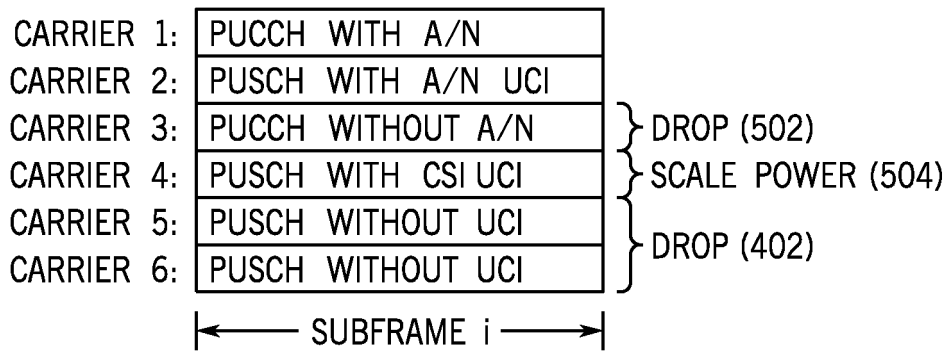 CARRIER 1: PUCCH WITH A/N
CARRIER 2: PUSCH WITH A/N UCI
CARRIER 3: PUCCH WITHOUT A/N DROP (502)
CARRIER 4: PUSCH WITH CSI UCI SCALE POWER (504)
CARRIER 5: PUSCH WITHOUT UCI
DROP (402)
CARRIER 6: PUSCH WITHOUT UCI
SUBFRAME i